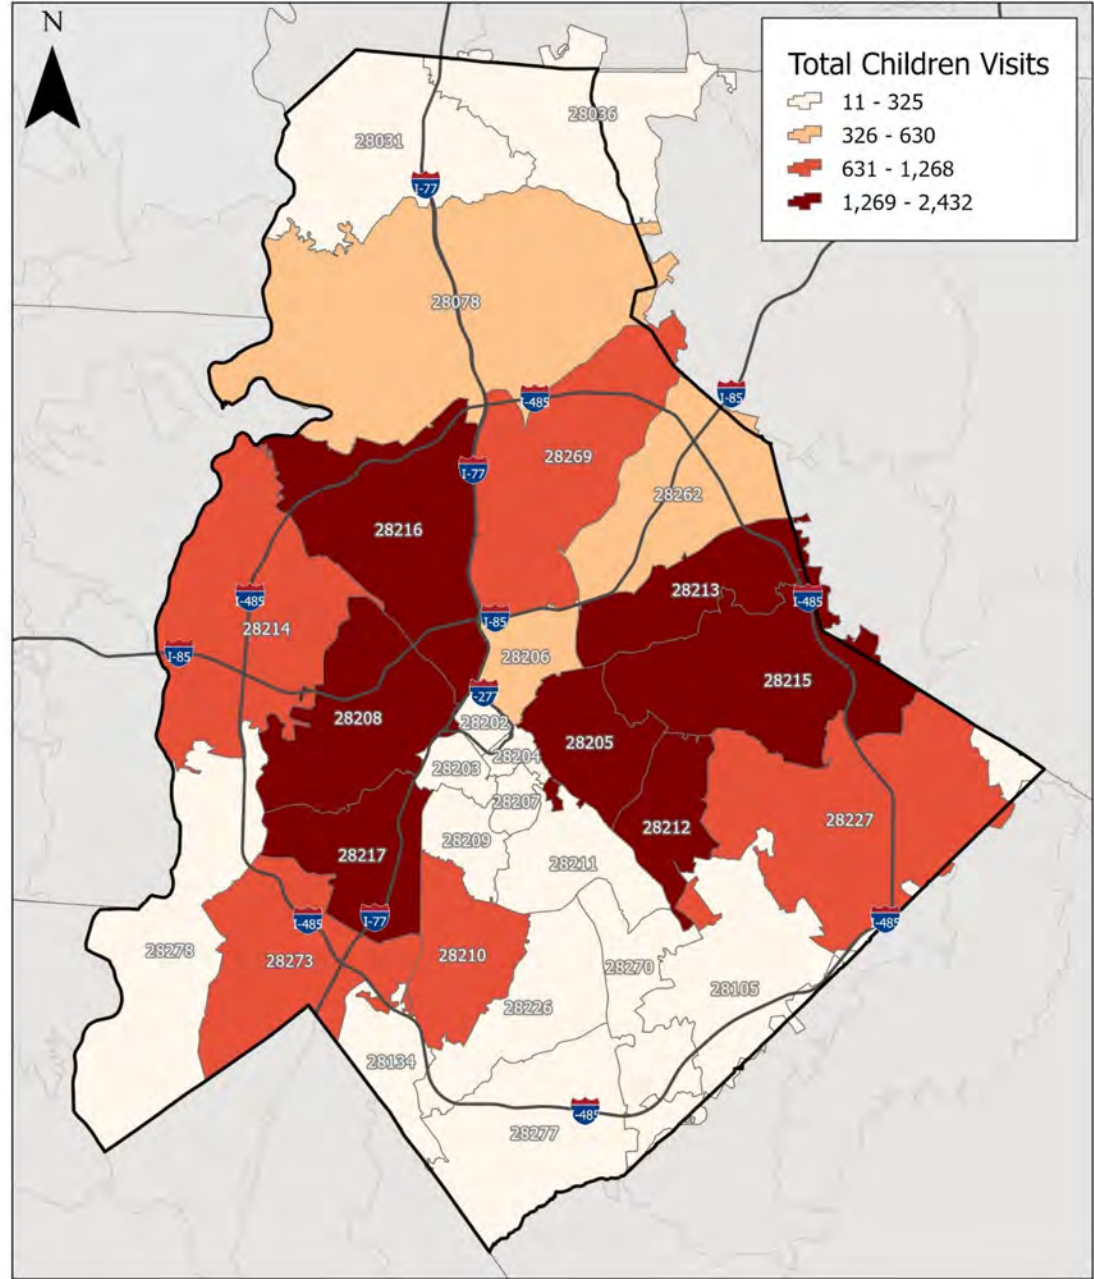 N
Total Children Visits
11 - 325
326 - 630
631 - 1,268
1,269 - 2,432
28036
28031
I-77
28078
I-485
I-85
28269
I-77
28262
28216
28213
I-485
I-485
I-85
28214
I-85
28206
28215
I-277
28208
28202
28205
28204
28203
28207
28212
28227
28209
28217
28211
I-485
I-77
I-485
28278
28273
28210
28270
28105
28226
28134
I-485
28277